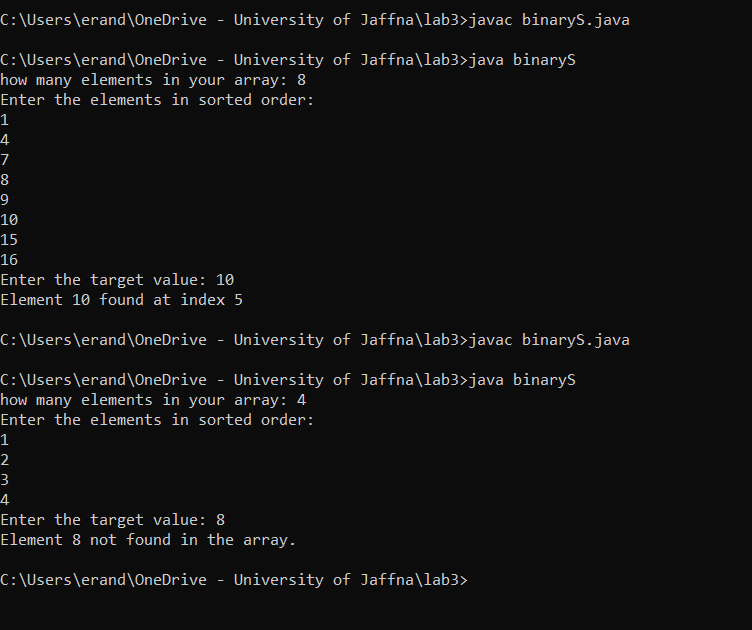 C:\Users\erand\OneDrive - University of Jaffna\lab3>javac binaryS.java
C:\Users\erand\OneDrive - University of Jaffna\lab3>java binaryS
how many elements in your array: 8
Enter the elements in sorted order:
1
4
7
8
9
10
15
16
Enter the target value: 10
Element 10 found at index 5
C:\Users\erand\OneDrive - University of Jaffna\lab3>javac binaryS.java
C:\Users\erand\OneDrive - University of Jaffna\lab3>java binaryS
how many elements in your array: 4
Enter the elements in sorted order:
1
2
3
4
Enter the target value: 8
Element 8 not found in the array.
C:\Users\erand\OneDrive - University of Jaffna\lab3>